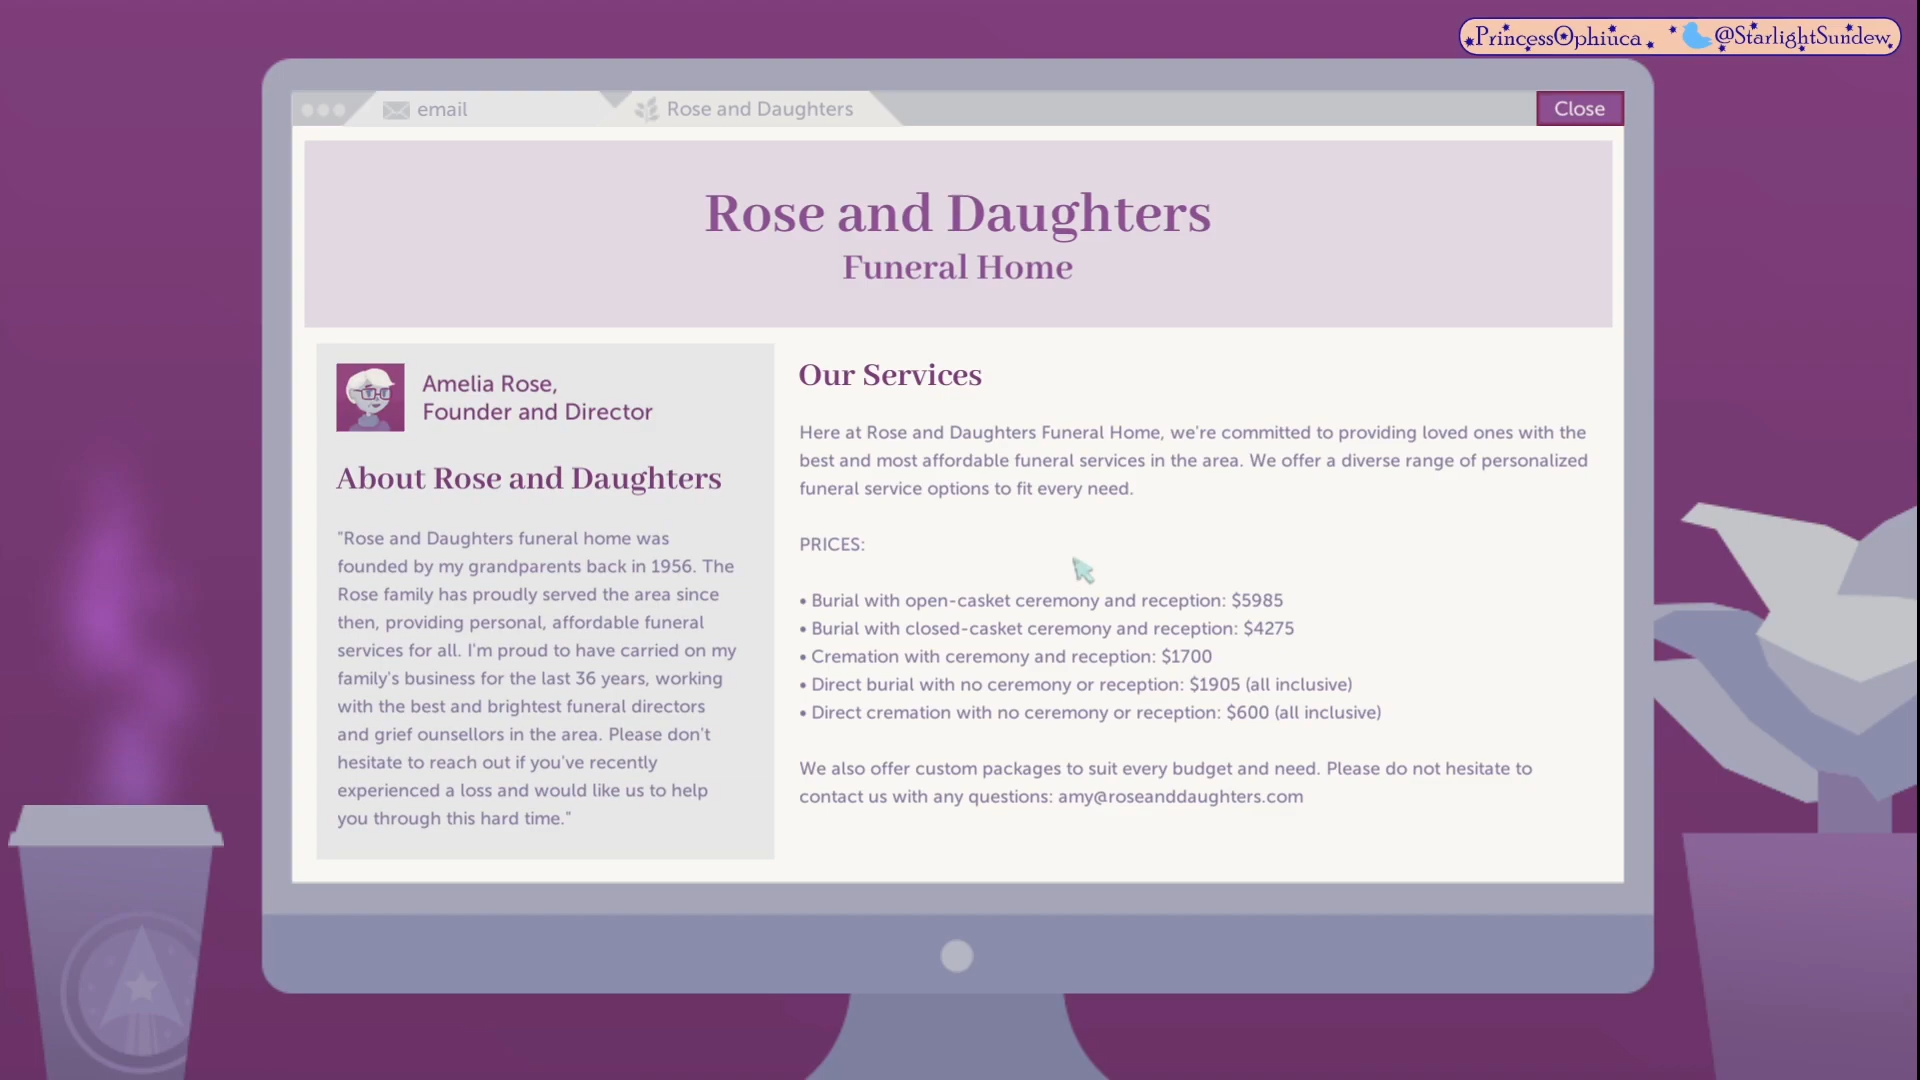 PrincessOphiuca @StarlightSundew
email
Rose and Daughters
Close
Rose and Daughters
Funeral Home
Amelia Rose,
Founder and Director
About Rose and Daughters
"Rose and Daughters funeral home was
founded by my grandparents back in 1956. The
Rose family has proudly served the area since
then, providing personal, affordable funeral
services for all. I'm proud to have carried on my
family's business for the last 36 years, working
with the best and brightest funeral directors
and grief ounsellors in the area. Please don't
hesitate to reach out if you've recently
experienced a loss and would like us to help
you through this hard time."
Our Services
Here at Rose and Daughters Funeral Home, we're committed to providing loved ones with the
best and most affordable funeral services in the area. We offer a diverse range of personalized
funeral service options to fit every need.
PRICES:
• Burial with open-casket ceremony and reception: $5985
• Burial with closed-casket ceremony and reception: $4275
• Cremation with ceremony and reception: $1700
• Direct burial with no ceremony or reception: $1905 (all inclusive)
• Direct cremation with no ceremony or reception: $600 (all inclusive)
We also offer custom packages to suit every budget and need. Please do not hesitate to
contact us with any questions: amy@roseanddaughters.com